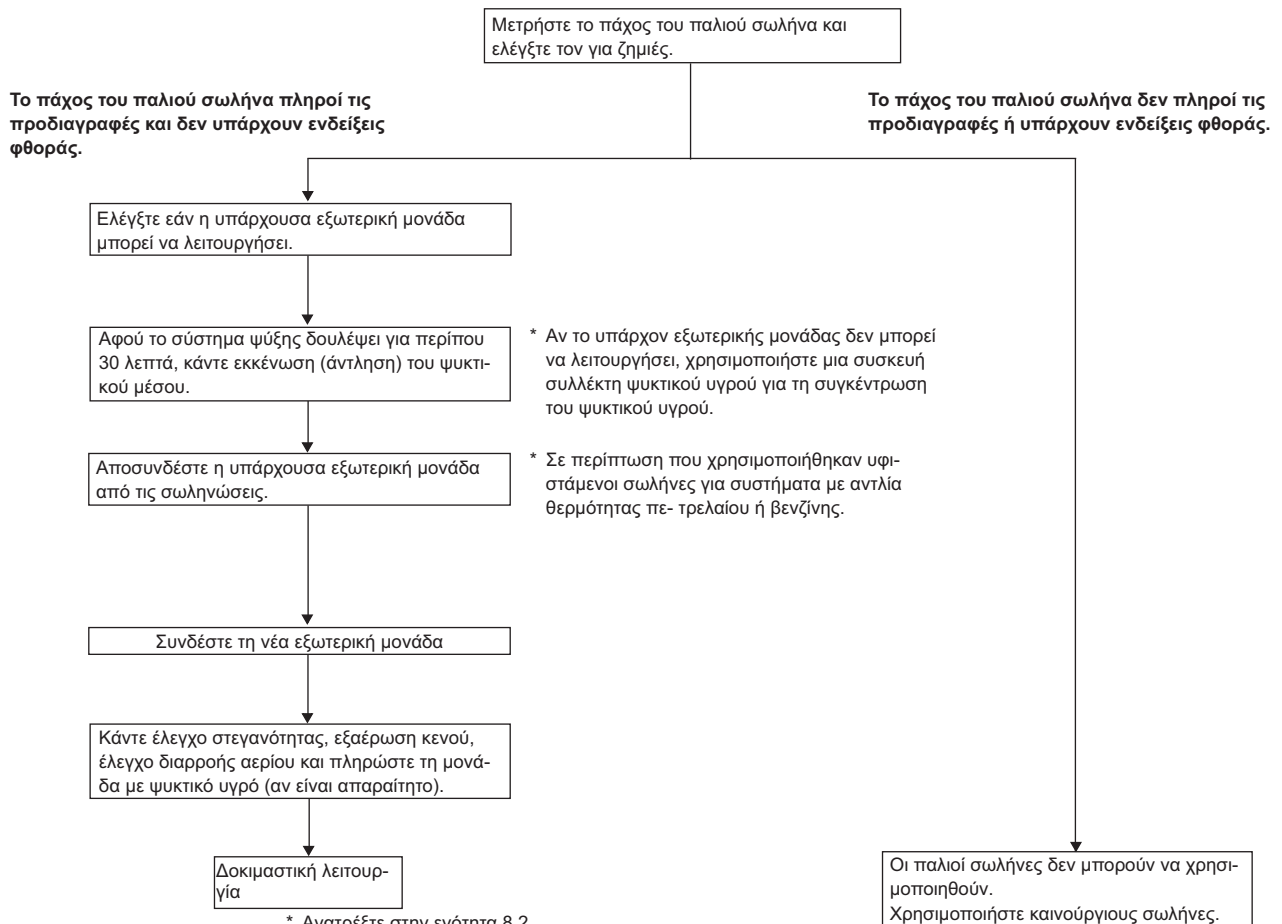 Μετρήστε το πάχος του παλιού σωλήνα και
ελέγξτε τον για ζημιές.
Το πάχος του παλιού σωλήνα πληροί τις
προδιαγραφές και δεν υπάρχουν ενδείξεις
φθοράς.
Το πάχος του παλιού σωλήνα δεν πληροί τις
προδιαγραφές ή υπάρχουν ενδείξεις φθοράς.
Ελέγξτε εάν η υπάρχουσα εξωτερική μονάδα
μπορεί να λειτουργήσει.
Αφού το σύστημα ψύξης δουλέψει για περίπου
30 λεπτά, κάντε εκκένωση (άντληση) του ψυκτι-
κού μέσου.
* Αν το υπάρχον εξωτερικής μονάδας δεν μπορεί
να λειτουργήσει, χρησιμοποιήστε μια συσκευή
συλλέκτη ψυκτικού υγρού για τη συγκέντρωση
του ψυκτικού υγρού.
Αποσυνδέστε η υπάρχουσα εξωτερική μονάδα
από τις σωληνώσεις.
* Σε περίπτωση που χρησιμοποιήθηκαν υφι-
στάμενοι σωλήνες για συστήματα με αντλία
θερμότητας πε- τρελαίου ή βενζίνης.
Συνδέστε τη νέα εξωτερική μονάδα
Κάντε έλεγχο στεγανότητας, εξαέρωση κενού,
έλεγχο διαρροής αερίου και πληρώστε τη μονά-
δα με ψυκτικό υγρό (αν είναι απαραίτητο).
Δοκιμαστική λειτουρ-
γία
* Ανατρέξτε στην ενότητα 8.2.
Οι παλιοί σωλήνες δεν μπορούν να χρησι-
μοποιηθούν.
Χρησιμοποιήστε καινούργιους σωλήνες.